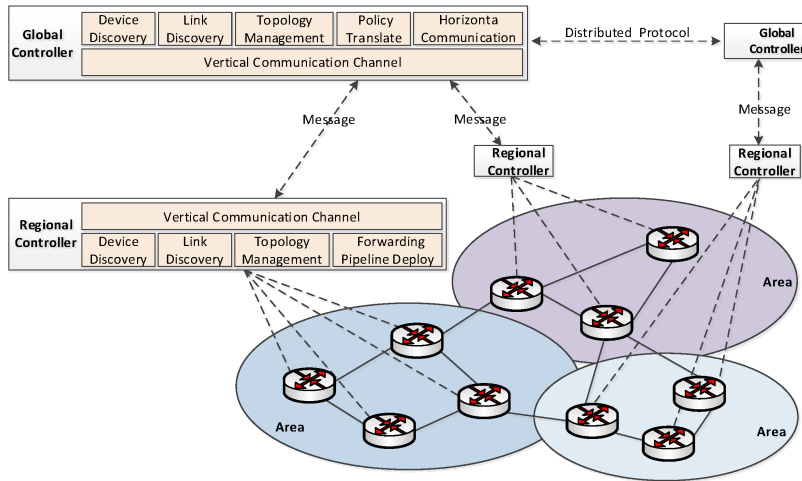 Global
Controller
Device
Discovery
Link
Discovery
Topology
Management
Policy
Translate
Horizonta
Communication
Vertical Communication Channel
Distributed Protocol
Global
Controller
Message
Message
Message
Regional
Controller
Regional
Controller
Regional
Controller
Vertical Communication Channel
Device
Discovery
Link
Discovery
Topology
Management
Forwarding
Pipeline Deploy
Area
Area
Area